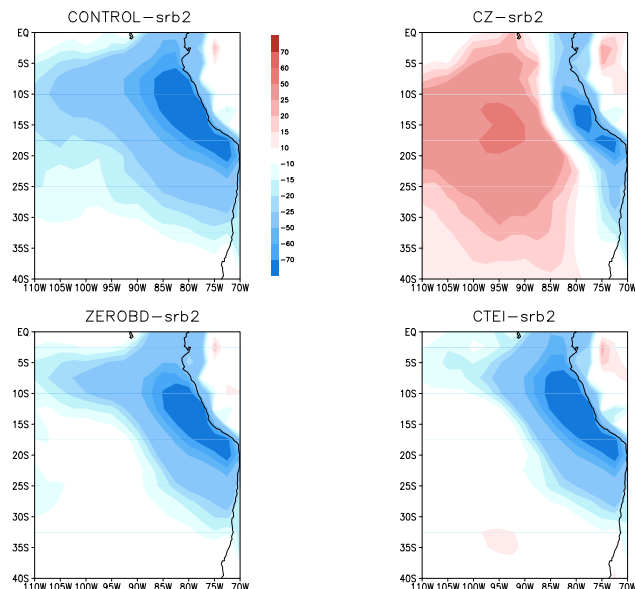 CONTROL-srb2
CZ-srb2
EQ
5S
10S
15S
20S
25S
30S
35S
40S
110W 105W 100W 95W 90W 85W 80W 75W 70W
70
60
50
25
20
15
10
-10
-15
-20
-25
-50
-60
-70
EQ
5S
10S
15S
20S
25S
30S
35S
40S
110W 105W 100W 95W 90W 85W 80W 75W 70W
ZEROBD-srb2
CTEI-srb2
EQ
5S
10S
15S
20S
25S
30S
35S
40S
110W 105W 100W 95W 90W 85W 80W 75W 70W
EQ
5S
10S
15S
20S
25S
30S
35S
40S
110W 105W 100W 95W 90W 85W 80W 75W 70W